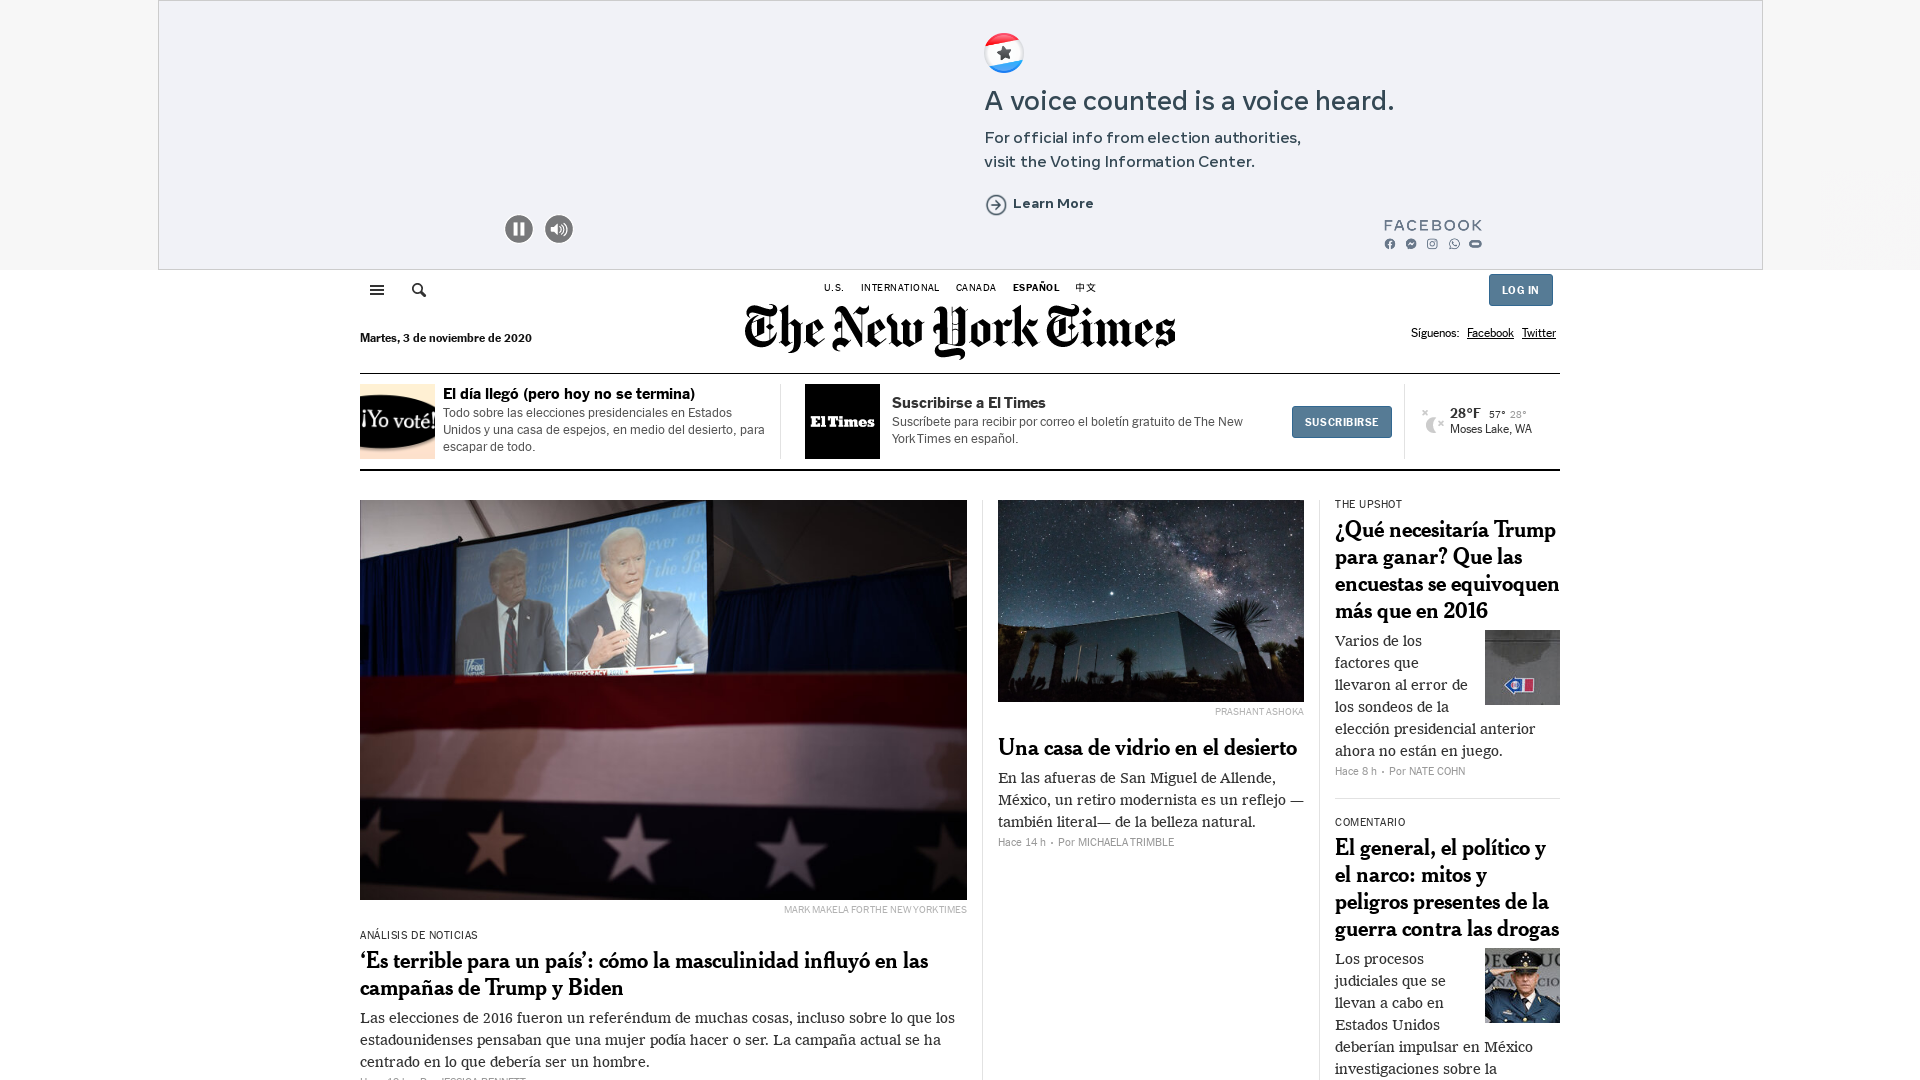 A voice counted is a voice heard.
For official info from election authorities,
visit the Voting Information Center.
Learn More
FACEBOOK
U.S. INTERNATIONAL CANADA ESPAÑOL 中文
LOG IN
The New York Times
Martes, 3 de noviembre de 2020
Síguenos: Facebook Twitter
¡Yo voté!
El día llegó (pero hoy no se termina)
Todo sobre las elecciones presidenciales en Estados
Unidos y una casa de espejos, en medio del desierto, para
escapar de todo.
El Times
Suscribirse a El Times
Suscríbete para recibir por correo el boletín gratuito de The New
York Times en español.
SUSCRIBIRSE
28°F 57° 28°
Moses Lake, WA
MARK MAKELA FOR THE NEW YORK TIMES
ANÁLISIS DE NOTICIAS
‘Es terrible para un país’: cómo la masculinidad influyó en las
campañas de Trump y Biden
Las elecciones de 2016 fueron un referéndum de muchas cosas, incluso sobre lo que los
estadounidenses pensaban que una mujer podía hacer o ser. La campaña actual se ha
centrado en lo que debería ser un hombre.
PRASHANT ASHOKA
Una casa de vidrio en el desierto
En las afueras de San Miguel de Allende,
México, un retiro modernista es un reflejo —
también literal— de la belleza natural.
Hace 14 h • Por MICHAELA TRIMBLE
THE UPSHOT
¿Qué necesitaría Trump
para ganar? Que las
encuestas se equivoquen
más que en 2016
Varios de los
factores que
llevaron al error de
los sondeos de la
elección presidencial anterior
ahora no están en juego.
Hace 8 h • Por NATE COHN
COMENTARIO
El general, el político y
el narco: mitos y
peligros presentes de la
guerra contra las drogas
Los procesos
judiciales que se
llevan a cabo en
Estados Unidos
deberían impulsar en México
investigaciones sobre la